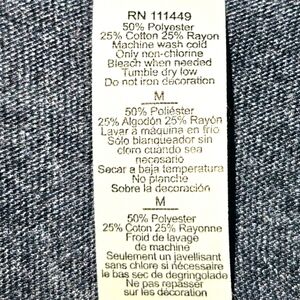 RN 111449
50% Polyester
25% Cotton 25% Rayon
Machine wash cold
Only non-chlorine
Bleach when needed
Tumble dry low
Do not iron decoration
M
50% Poliéster
25% Algodón 25% Rayón
Lavar à máquina en frio
Sólo blanqueador sin
cloro cuando sea
necesario
Secar a baja temperatura
No planche
Sobre la decoración
M
50% Polyester
25% Coton 25% Rayonne
Froid de lavage
de machine
Seulement un javellisant
sans chlore si nécessaire
le bas sec de degringolade
Ne pas repasser
sur les décoration